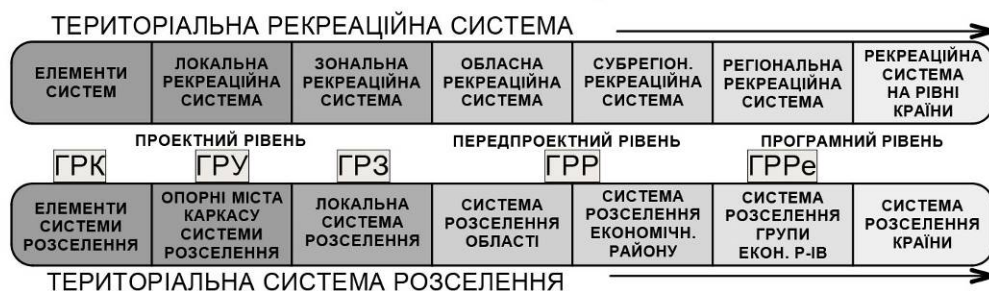 ТЕРИТОРІАЛЬНА РЕКРЕАЦІЙНА СИСТЕМА
ЕЛЕМЕНТИ
СИСТЕМ
ЛОКАЛЬНА
РЕКРЕАЦІЙНА
СИСТЕМА
ЗОНАЛЬНА
РЕКРЕАЦІЙНА
СИСТЕМА
ОБЛАСНА
РЕКРЕАЦІЙНА
СИСТЕМА
СУБРЕГІОН.
РЕКРЕАЦІЙНА
СИСТЕМА
РЕГІОНАЛЬНА
РЕКРЕАЦІЙНА
СИСТЕМА
РЕКРЕАЦІЙНА
СИСТЕМА
НА РІВНІ
КРАЇНИ
ПРОЕКТНИЙ РІВЕНЬ
ПЕРЕДПРОЕКТНИЙ РІВЕНЬ
ПРОГРАМНИЙ РІВЕНЬ
ГРК
ГРУ
ГРЗ
ГРР
ГРРе
ЕЛЕМЕНТИ
СИСТЕМИ
РОЗСЕЛЕННЯ
ОПОРНІ МІСТА
КАРКАСУ
СИСТЕМИ
РОЗСЕЛЕННЯ
ЛОКАЛЬНА
СИСТЕМА
РОЗСЕЛЕННЯ
СИСТЕМА
РОЗСЕЛЕННЯ
ОБЛАСТІ
СИСТЕМА
РОЗСЕЛЕННЯ
ЕКОНОМІЧН.
РАЙОНУ
СИСТЕМА
РОЗСЕЛЕННЯ
ГРУПИ
ЕКОН. Р-ІВ
СИСТЕМА
РОЗСЕЛЕННЯ
КРАЇНИ
ТЕРИТОРІАЛЬНА СИСТЕМА РОЗСЕЛЕННЯ